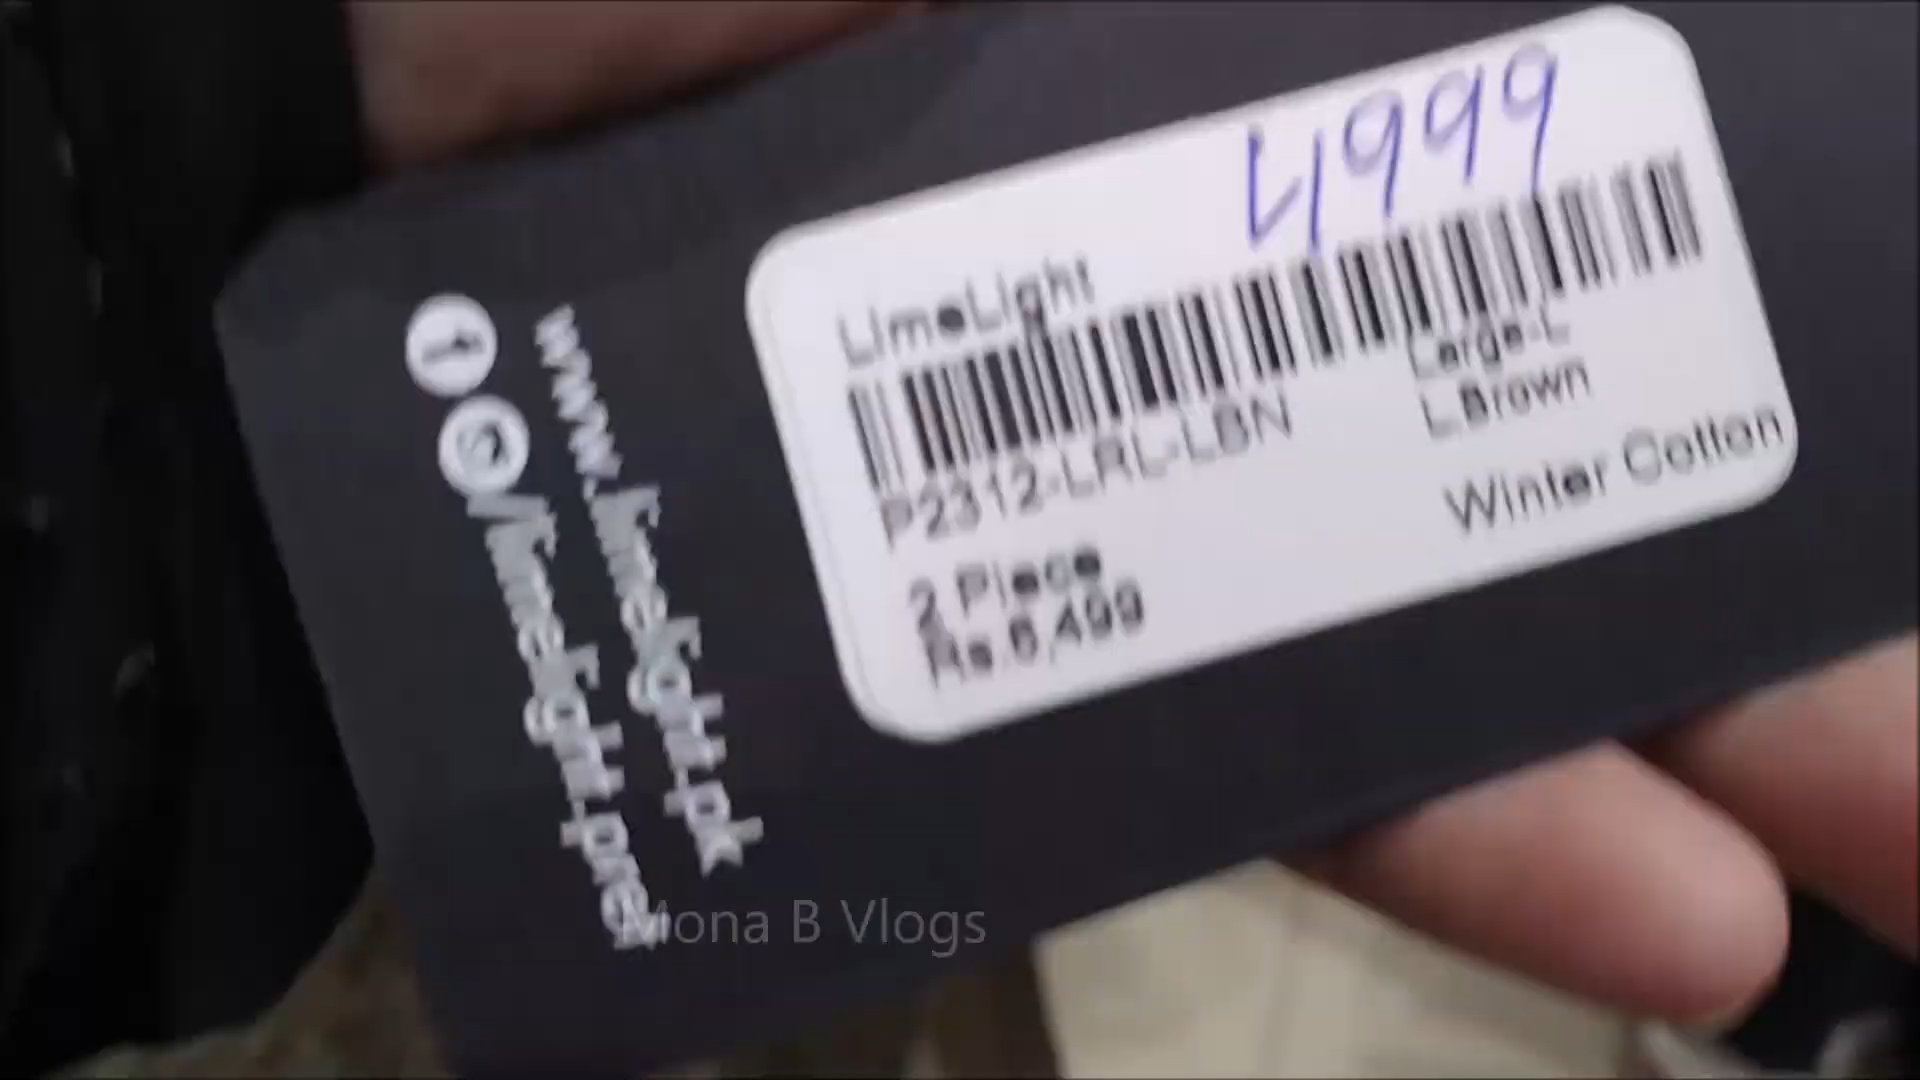 4999
LimeLight
P2312-LRL-LBN
Large-L
L.Brown
2 Piece
Winter Cotton
Rs.6,499
www.limelight.pk
/limelight.pret
Mona B Vlogs